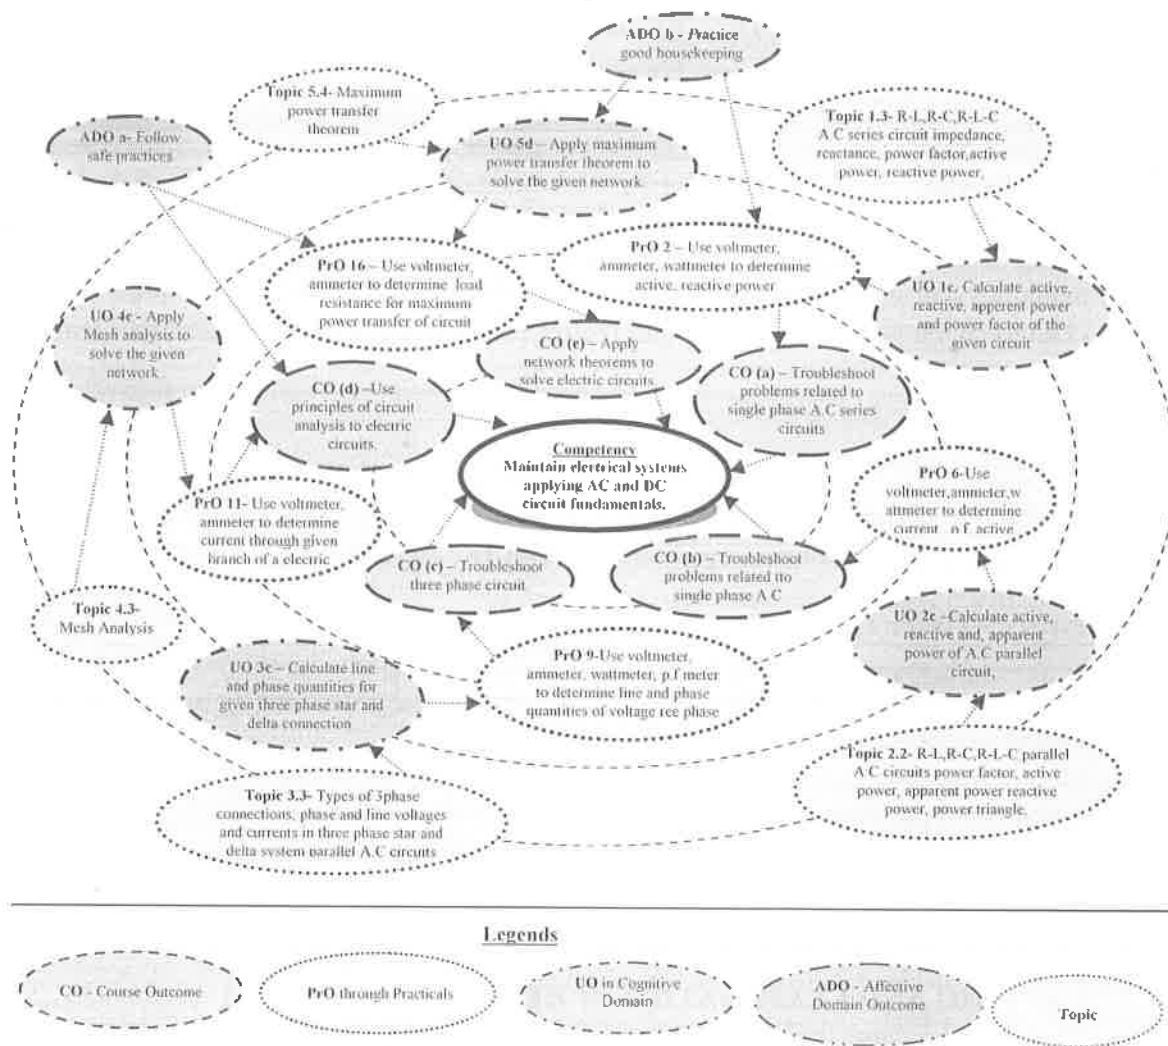 ADO b - Practice
good housekeeping
Topic 5.4- Maximum
power transfer
theorem
Topic 1.3- R-L,R-C,R-L-C
A C series circuit impedance,
reactance, power factor,active
power, reactive power,
ADO a- Follow
safe practices
UO 5d – Apply maximum
power transfer theorem to
solve the given network.
PrO 16 – Use voltmeter,
ammeter to determine load
resistance for maximum
power transfer of circuit
PrO 2 – Use voltmeter,
ammeter, wattmeter to determine
active, reactive power
UO 1e. Calculate active,
reactive, apperent power
and power factor of the
given circuit
UO 4c - Apply
Mesh analysis to
solve the given
network.
CO (e) – Apply
network theorems to
solve electric circuits.
CO (a) – Troubleshoot
problems related to
single phase A.C series
circuits
CO (d) –Use
principles of circuit
analysis to electric
circuits.
Competency
Maintain electrical systems
applying AC and DC
circuit fundamentals.
PrO 6-Use
voltmeter,ammeter,w
attmeter to determine
current p.f. active
PrO 11- Use voltmeter,
ammeter to determine
current through given
branch of a electric
CO (c) – Troubleshoot
three phase circuit
CO (b) – Troubleshoot
problems related tto
single phase A C
Topic 4.3-
Mesh Analysis
UO 2c –Calculate active,
reactive and, apparent
power of A.C parallel
circuit,
UO 3c – Calculate line
and phase quantities for
given three phase star and
delta connection
PrO 9-Use voltmeter,
ammeter, wattmeter, p.f meter
to determine line and phase
quantities of voltage ree phase
Topic 2.2- R-L,R-C,R-L-C parallel
A C circuits power factor, active
power, apparent power reactive
power, power triangle.
Topic 3.3- Types of 3phase
connections, phase and line voltages
and currents in three phase star and
delta system parallel A.C circuits
Legends
CO - Course Outcome
PrO through Practicals
UO in Cognitive
Domain
ADO - Affective
Domain Outcome
Topic